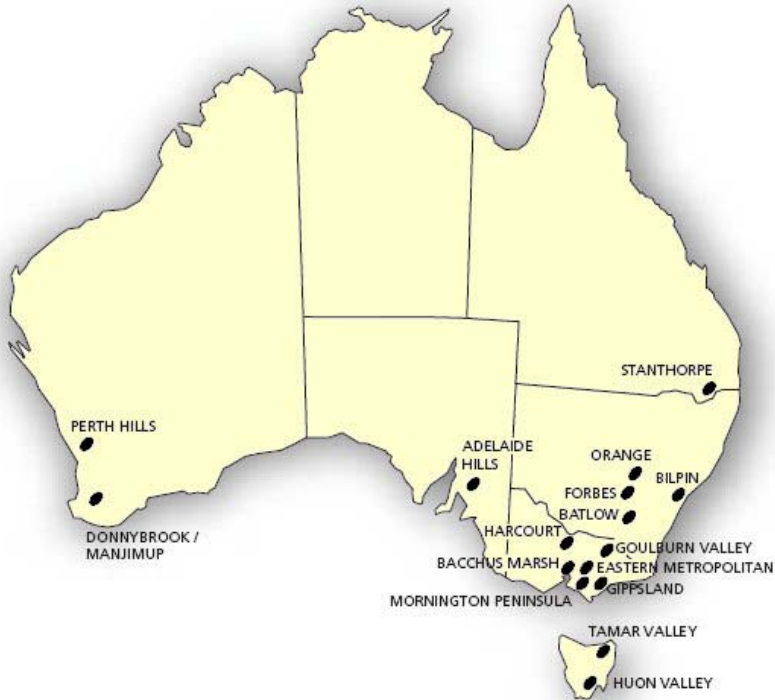 STANTHORPE
PERTH HILLS
ADELAIDE
HILLS
ORANGE
BILPIN
FORBES
BATLOW
DONNYBROOK /
MANJIMUP
HARCOURT
GOULBURN VALLEY
BACCHUS MARSH
EASTERN METROPOLITAN
GIPPSLAND
MORNINGTON PENINSULA
TAMAR VALLEY
HUON VALLEY